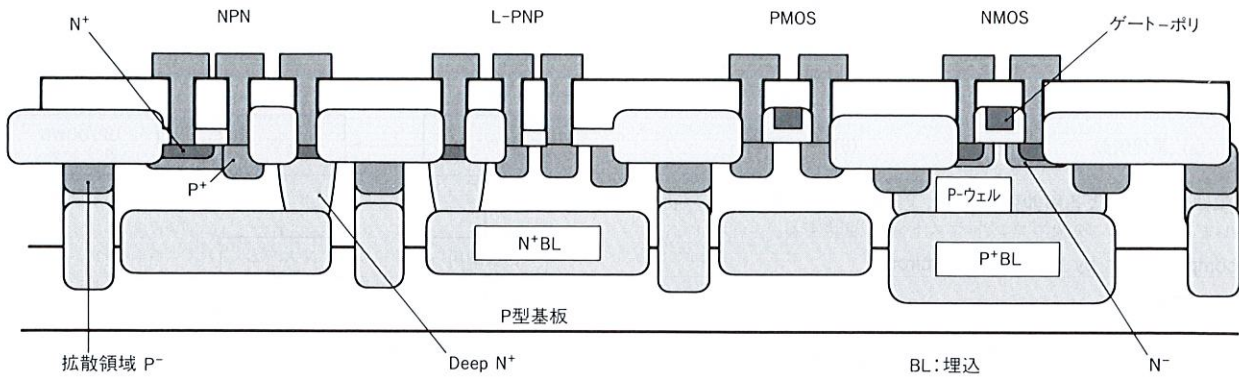 N⁺
NPN
L-PNP
PMOS
NMOS
ゲートーポリ
P⁺
P-ウェル
N⁺BL
P⁺BL
P型基板
拡散領域 P⁻
Deep N⁺
BL：埋込
N⁻